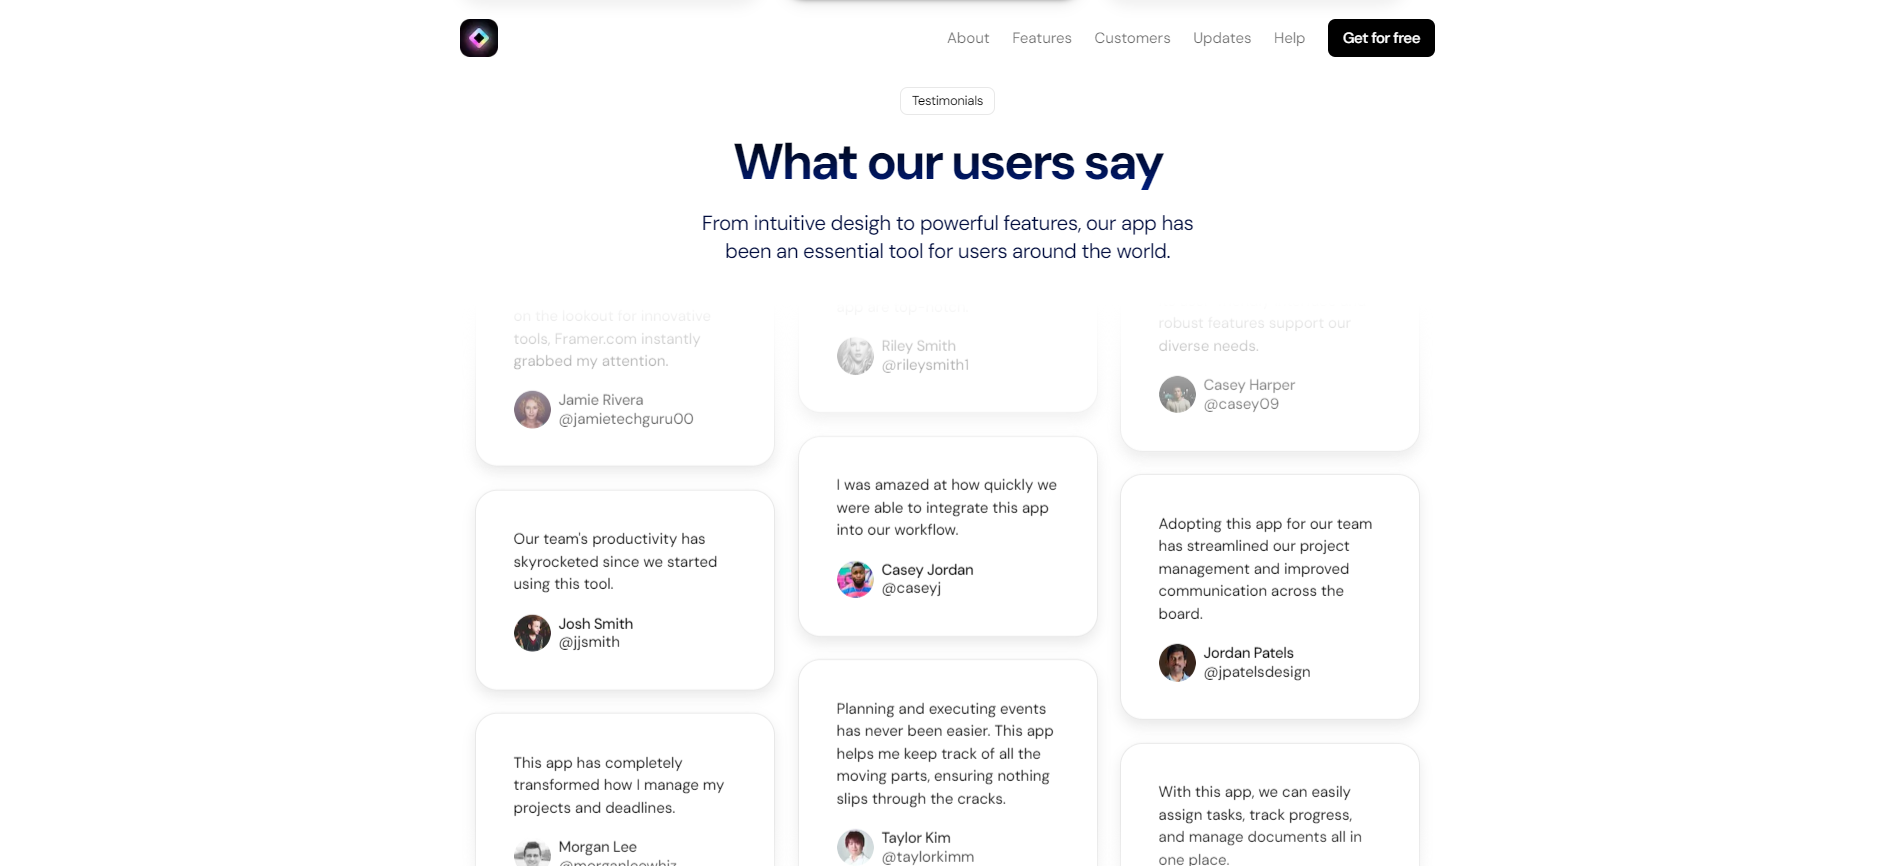 About
Features
Customers
Updates
Help
Get for free
Testimonials
What our users say
From intuitive desigh to powerful features, our app has
been an essential tool for users around the world.
on the lookout for innovative
tools, Framer.com instantly
grabbed my attention.
Jamie Rivera
@jamietechguru00
Our team's productivity has
skyrocketed since we started
using this tool.
Josh Smith
@jjsmith
This app has completely
transformed how I manage my
projects and deadlines.
Morgan Lee
@morganleewhiz
app are top-notch.
Riley Smith
@rileysmith1
I was amazed at how quickly we
were able to integrate this app
into our workflow.
Casey Jordan
@caseyj
Planning and executing events
has never been easier. This app
helps me keep track of all the
moving parts, ensuring nothing
slips through the cracks.
Taylor Kim
@taylorkimm
robust features support our
diverse needs.
Casey Harper
@casey09
Adopting this app for our team
has streamlined our project
management and improved
communication across the
board.
Jordan Patels
@jpatelsdesign
With this app, we can easily
assign tasks, track progress,
and manage documents all in
one place.